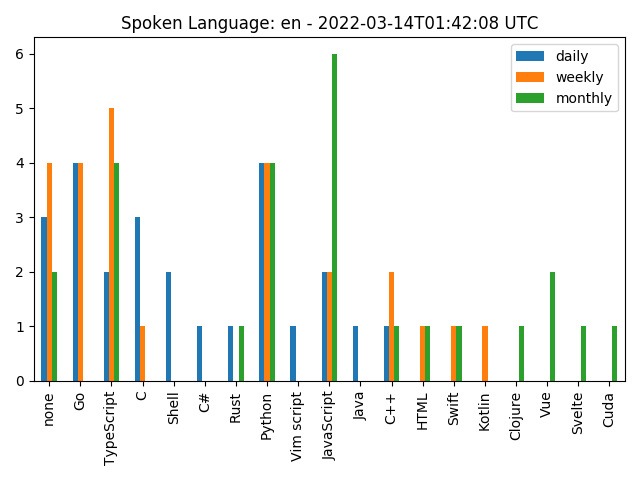 Spoken Language: en - 2022-03-14T01:42:08 UTC
daily
weekly
monthly
6
5
4
3
2
1
0
none
Go
TypeScript
C
Shell
C#
Rust
Python
Vim script
JavaScript
Java
C++
HTML
Swift
Kotlin
Clojure
Vue
Svelte
Cuda